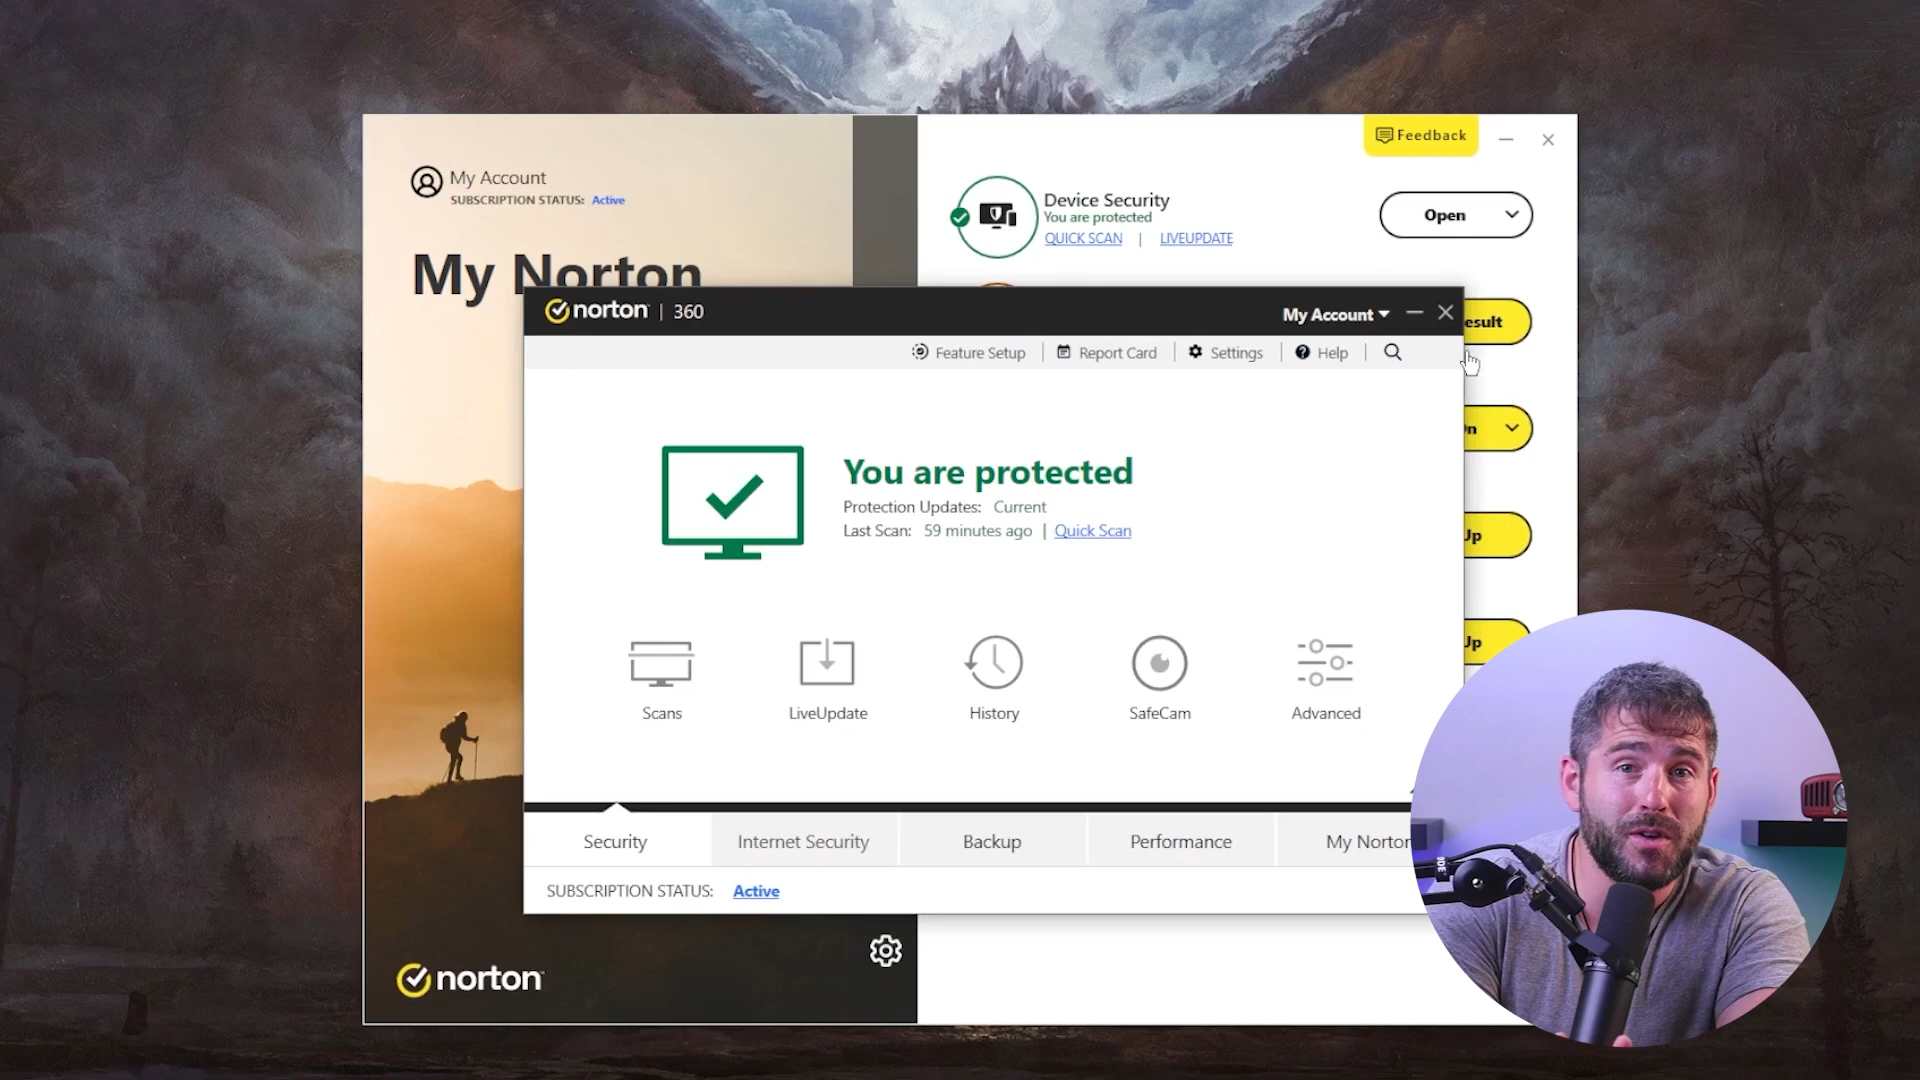 Feedback
My Account
SUBSCRIPTION STATUS: Active
My Norton
Device Security
You are protected
QUICK SCAN | LIVEUPDATE
Open
norton | 360
My Account
Feature Setup
Report Card
Settings
Help
You are protected
Protection Updates: Current
Last Scan: 59 minutes ago | Quick Scan
Scans
LiveUpdate
History
SafeCam
Advanced
Security
Internet Security
Backup
Performance
My Norton
SUBSCRIPTION STATUS: Active
norton